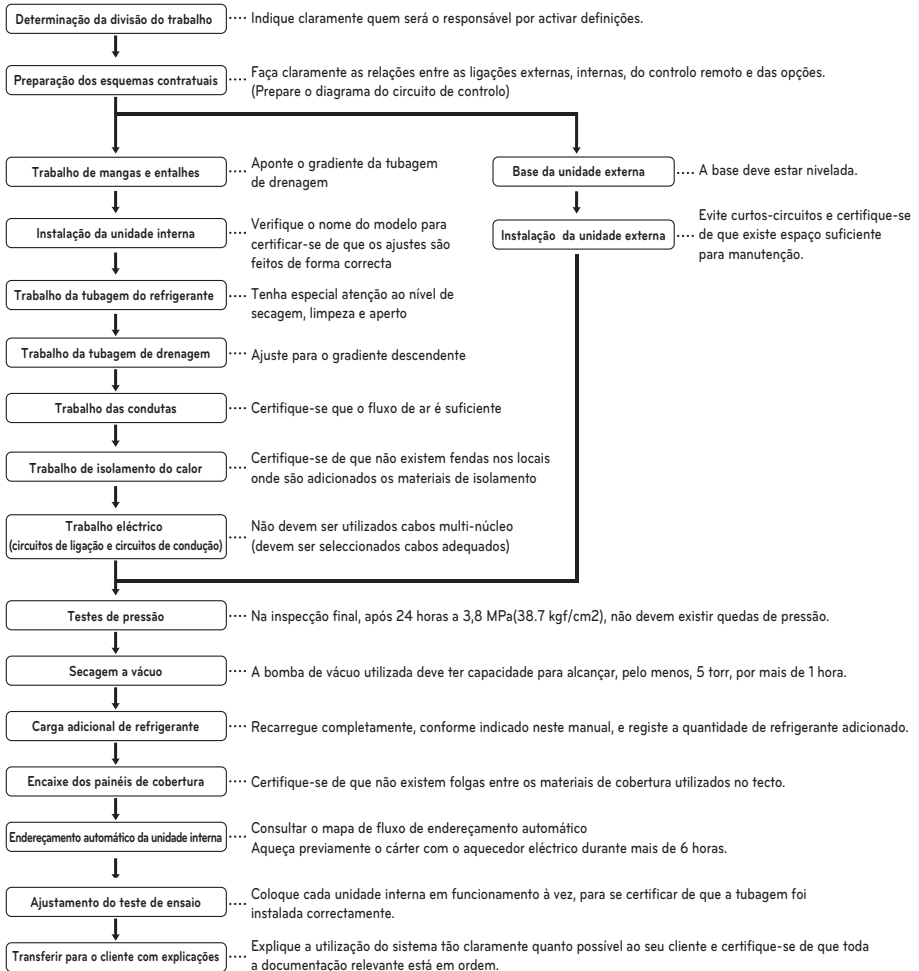 Determinação da divisão do trabalho
···· Indique claramente quem será o responsável por activar definições.
Preparação dos esquemas contratuais
···· Faça claramente as relações entre as ligações externas, internas, do controlo remoto e das opções.
(Prepare o diagrama do circuito de controlo)
Trabalho de mangas e entalhes
···· Aponte o gradiente da tubagem
de drenagem
Instalação da unidade interna
···· Verifique o nome do modelo para
certificar-se de que os ajustes são
feitos de forma correcta
Trabalho da tubagem do refrigerante
···· Tenha especial atenção ao nível de
secagem, limpeza e aperto
Trabalho da tubagem de drenagem
···· Ajuste para o gradiente descendente
Trabalho das condutas
···· Certifique-se que o fluxo de ar é suficiente
Trabalho de isolamento do calor
···· Certifique-se de que não existem fendas nos locais
onde são adicionados os materiais de isolamento
Trabalho eléctrico
(circuitos de ligação e circuitos de condução)
···· Não devem ser utilizados cabos multi-núcleo
(devem ser seleccionados cabos adequados)
Base da unidade externa
···· A base deve estar nivelada.
Instalação da unidade externa
···· Evite curtos-circuitos e certifique-se
de que existe espaço suficiente
para manutenção.
Testes de pressão
···· Na inspecção final, após 24 horas a 3,8 MPa(38.7 kgf/cm2), não devem existir quedas de pressão.
Secagem a vácuo
···· A bomba de vácuo utilizada deve ter capacidade para alcançar, pelo menos, 5 torr, por mais de 1 hora.
Carga adicional de refrigerante
···· Recarregue completamente, conforme indicado neste manual, e registe a quantidade de refrigerante adicionado.
Encaixe dos painéis de cobertura
···· Certifique-se de que não existem folgas entre os materiais de cobertura utilizados no tecto.
Endereçamento automático da unidade interna
···· Consultar o mapa de fluxo de endereçamento automático
Aqueça previamente o cárter com o aquecedor eléctrico durante mais de 6 horas.
Ajustamento do teste de ensaio
···· Coloque cada unidade interna em funcionamento à vez, para se certificar de que a tubagem foi
instalada correctamente.
Transferir para o cliente com explicações
···· Explique a utilização do sistema tão claramente quanto possível ao seu cliente e certifique-se de que toda
a documentação relevante está em ordem.